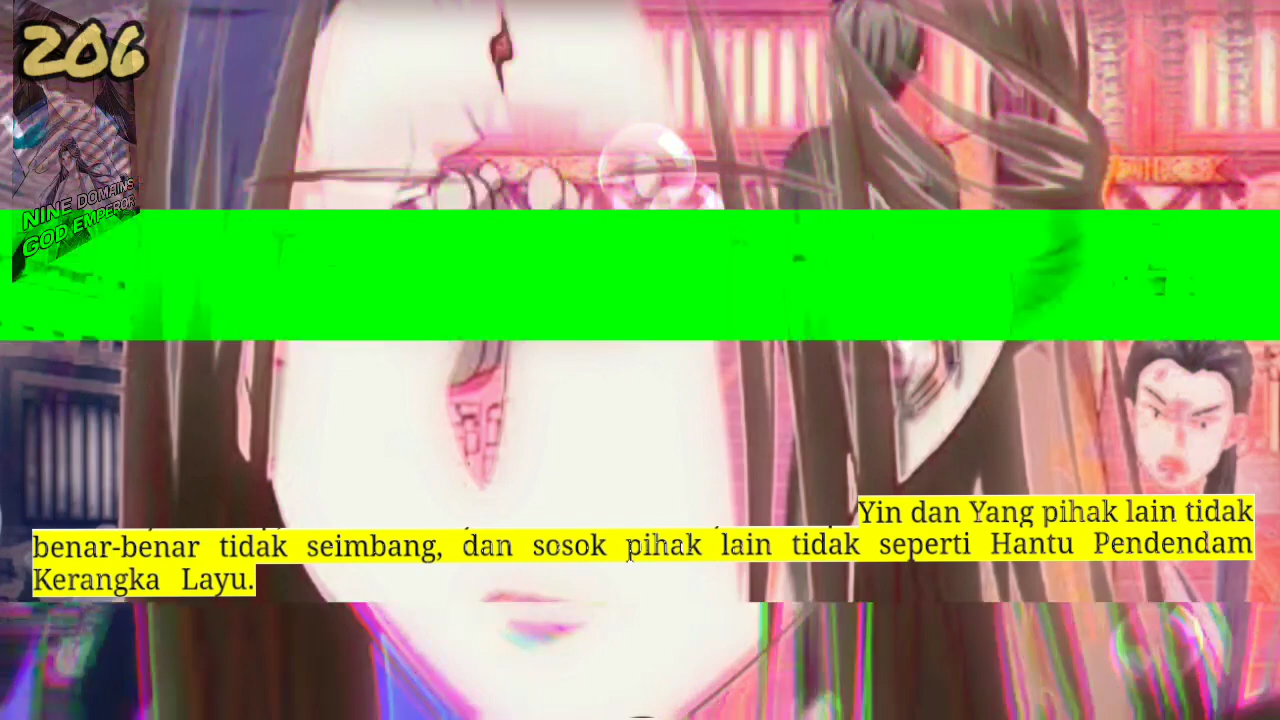 206
NINE DOMAINS
GOD EMPEROR
Yin dan Yang pihak lain tidak
benar-benar tidak seimbang, dan sosok pihak lain tidak seperti Hantu Pendendam
Kerangka Layu.